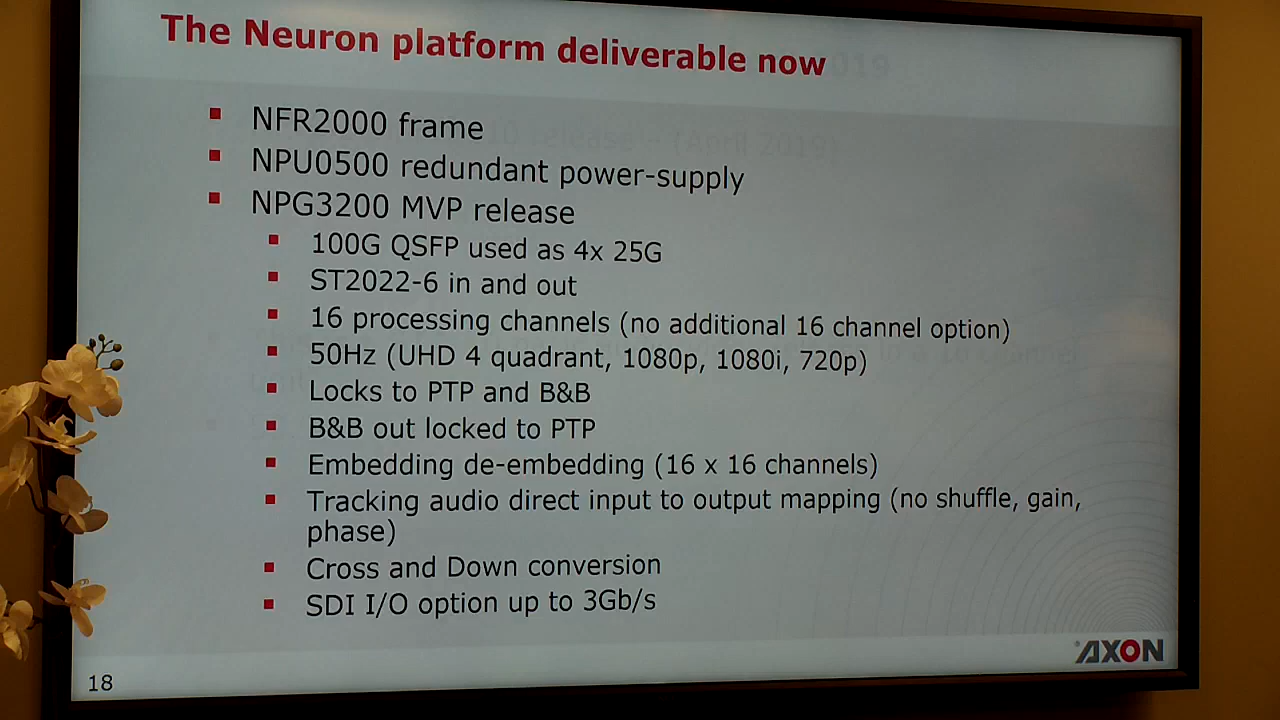 The Neuron platform deliverable now
NFR2000 frame
NPU0500 redundant power-supply
NPG3200 MVP release
100G QSFP used as 4x 25G
ST2022-6 in and out
16 processing channels (no additional 16 channel option)
50Hz (UHD 4 quadrant, 1080p, 1080i, 720p)
Locks to PTP and B&B
B&B out locked to PTP
Embedding de-embedding (16 x 16 channels)
Tracking audio direct input to output mapping (no shuffle, gain,
phase)
Cross and Down conversion
SDI I/O option up to 3Gb/s
AXON
18